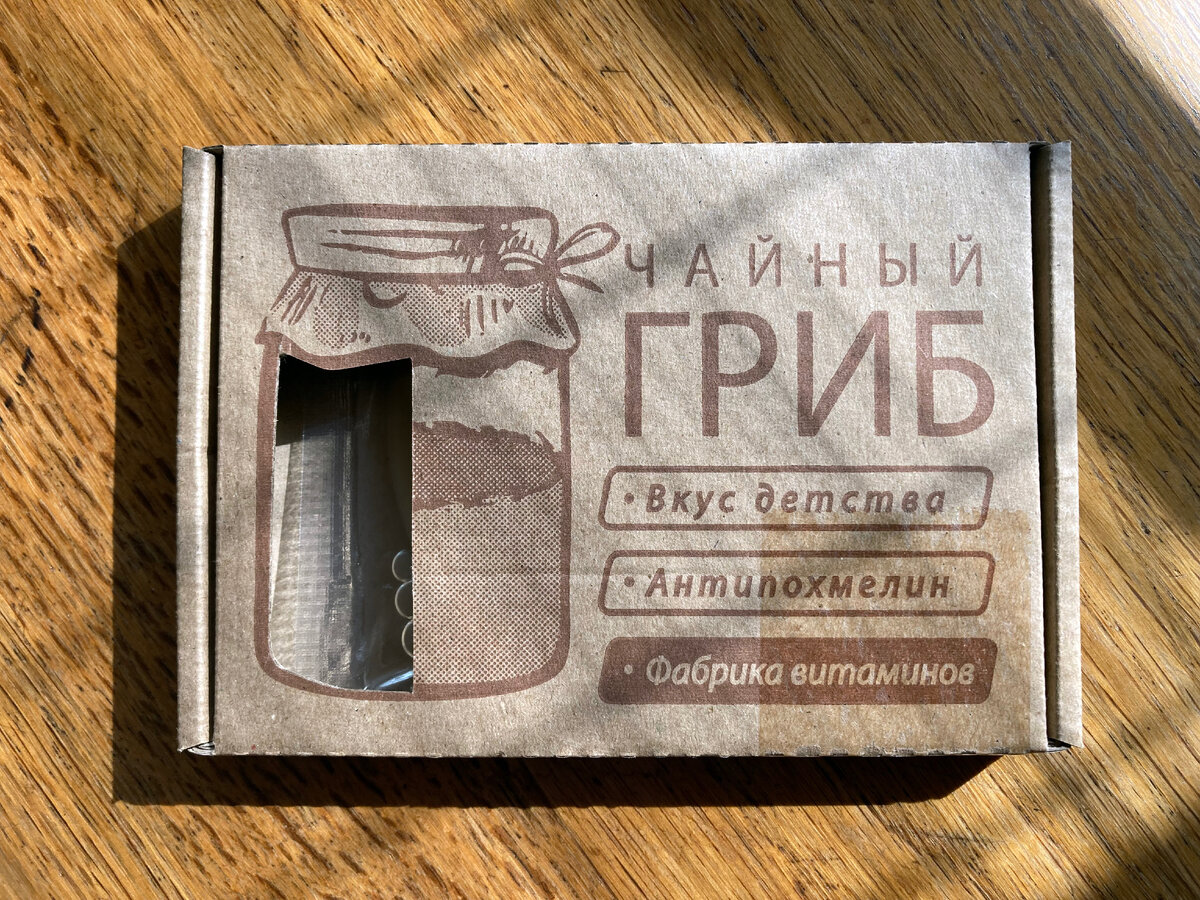 ЧАЙНЫЙ
ГРИБ
• Вкус детства
• Антипохмелин
• Фабрика витаминов